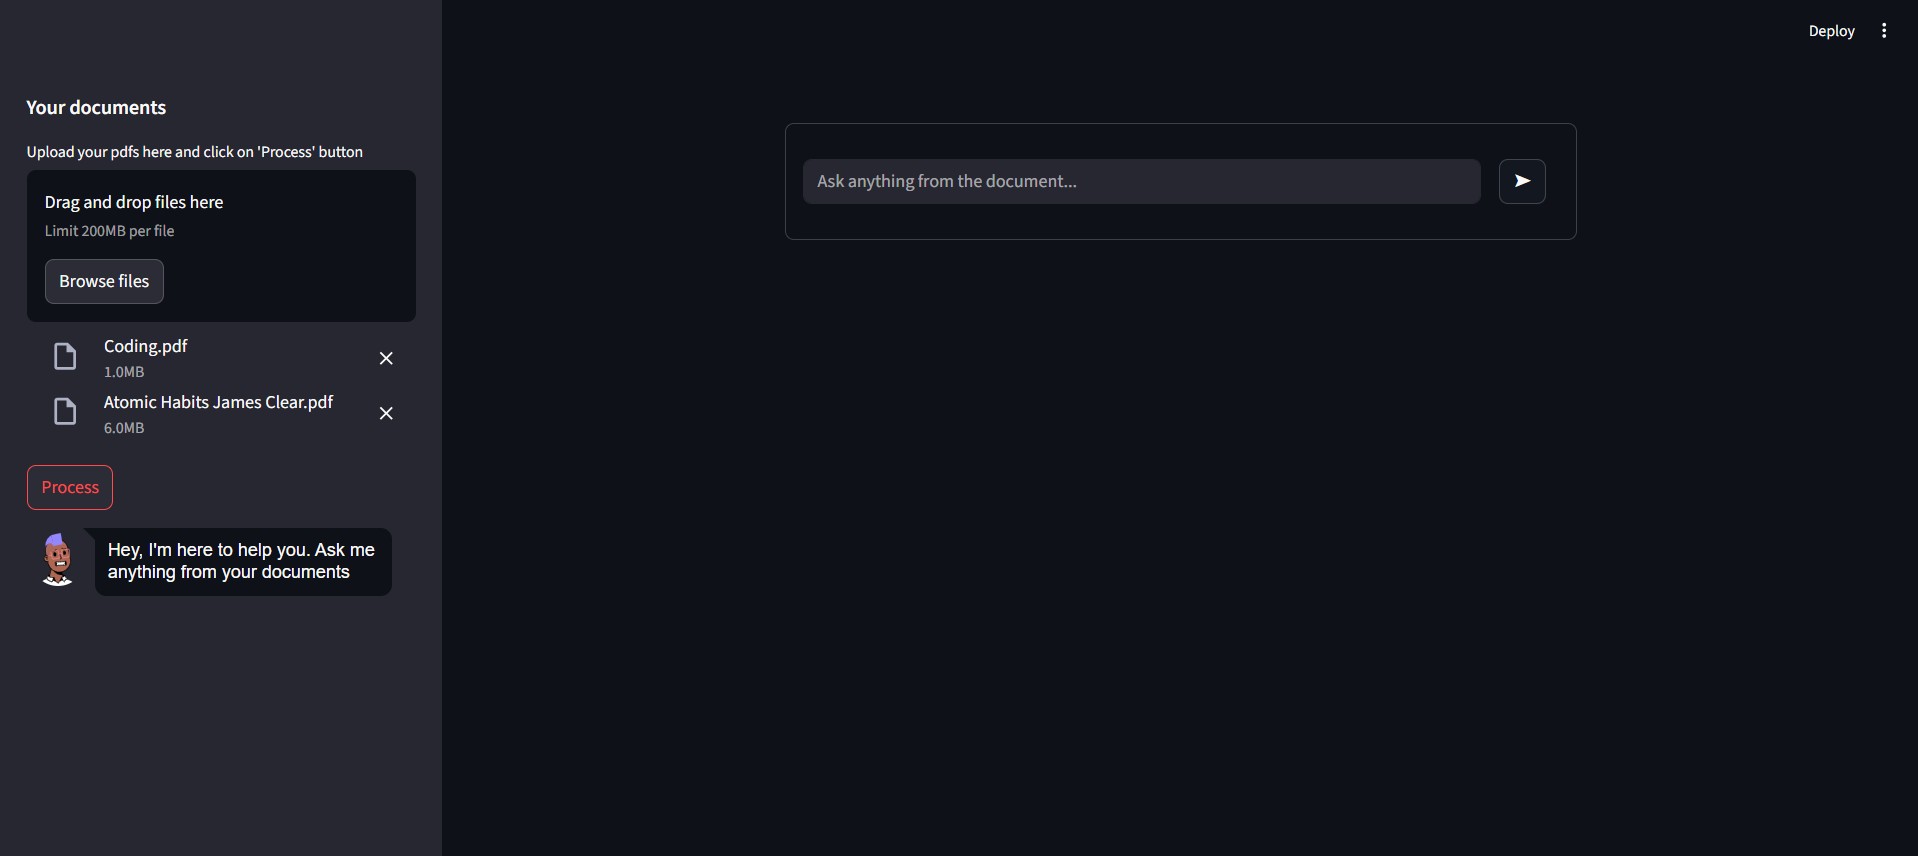 Deploy
Your documents
Upload your pdfs here and click on 'Process' button
Drag and drop files here
Limit 200MB per file
Browse files
Coding.pdf
1.0MB
Atomic Habits James Clear.pdf
6.0MB
Process
Hey, I'm here to help you. Ask me
anything from your documents
Ask anything from the document...